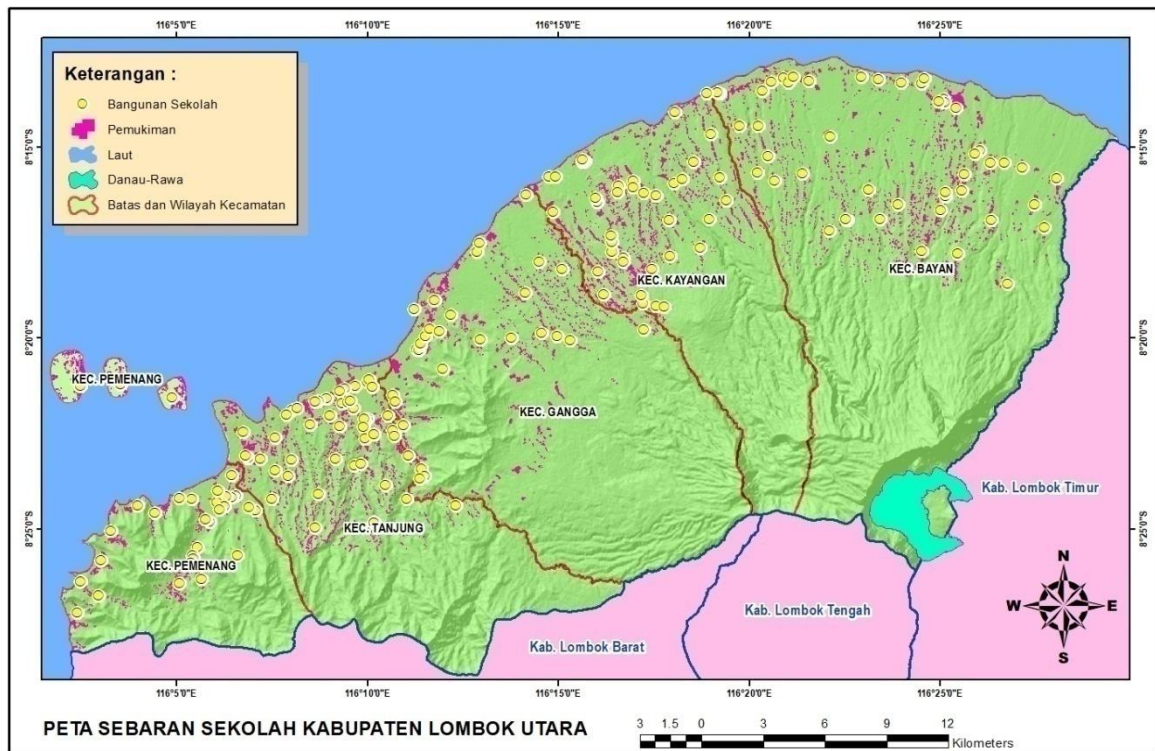 116°5'0"E 116°10'0"E 116°15'0"E 116°20'0"E 116°25'0"E
Keterangan :
Bangunan Sekolah
Pemukiman
Laut
Danau-Rawa
Batas dan Wilayah Kecamatan
8°15'0"S
8°15'0"S
KEC. BAYAN
KEC. KAYANGAN
8°20'0"S
8°20'0"S
KEC. PEMENANG
KEC. GANGGA
Kab. Lombok Timur
KEC. TANJUNG
8°25'0"S
8°25'0"S
KEC. PEMENANG
N
W E
S
Kab. Lombok Tengah
Kab. Lombok Barat
116°5'0"E 116°10'0"E 116°15'0"E 116°20'0"E 116°25'0"E
PETA SEBARAN SEKOLAH KABUPATEN LOMBOK UTARA
3 1.5 0 3 6 9 12
Kilometers